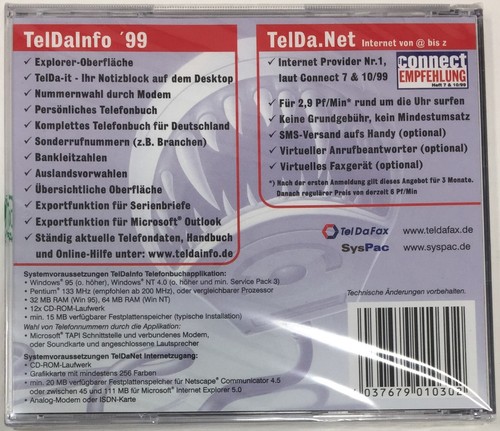 TelDaInfo ´99
✓ Explorer-Oberfläche
✓ TelDa-it - Ihr Notizblock auf dem Desktop
✓ Nummernwahl durch Modem
✓ Persönliches Telefonbuch
✓ Komplettes Telefonbuch für Deutschland
✓ Sonderrufnummern (z.B. Branchen)
✓ Bankleitzahlen
✓ Auslandsvorwahlen
✓ Übersichtliche Oberfläche
✓ Exportfunktion für Serienbriefe
✓ Exportfunktion für Microsoft® Outlook
✓ Ständig aktuelle Telefondaten, Handbuch
und Online-Hilfe unter: www.teldainfo.de
TelDa.Net Internet von @ bis z
✓ Internet Provider Nr.1,
laut Connect 7 & 10/99
connect
EMPFEHLUNG
Heft 7 & 10/99
✓ Für 2,9 Pf/Min* rund um die Uhr surfen
✓ Keine Grundgebühr, kein Mindestumsatz
✓ SMS-Versand aufs Handy (optional)
✓ Virtueller Anrufbeantworter (optional)
✓ Virtuelles Faxgerät (optional)
*) Nach der ersten Anmeldung gilt dieses Angebot für 3 Monate.
Danach regulärer Preis von derzeit 6 Pf/Min
TelDaFax www.teldafax.de
SysPac www.syspac.de
Systemvoraussetzungen TelDaInfo Telefonbuchapplikation:
• Windows® 95 (o. höher), Windows® NT 4.0 (o. höher und min. Service Pack 3)
• Pentium® 133 MHz (empfohlen ab 200 MHz), oder vergleichbarer Prozessor
• 32 MB RAM (Win 95), 64 MB RAM (Win NT)
• 12x CD-ROM-Laufwerk
• min. 15 MB verfügbarer Festplattenspeicher (typische Installation)
Wahl von Telefonnummern durch die Applikation:
• Microsoft® TAPI Schnittstelle und verbundenes Modem,
oder Soundkarte und angeschlossene Lautsprecher
Systemvoraussetzungen TelDaNet Internetzugang:
• CD-ROM-Laufwerk
• Grafikkarte mit mindestens 256 Farben
• min. 20 MB verfügbarer Festplattenspeicher für Netscape® Communicator 4.5
oder zwischen 45 und 111 MB für Microsoft® Internet Explorer 5.0
• Analog-Modem oder ISDN-Karte
Technische Änderungen vorbehalten.
037679 010302